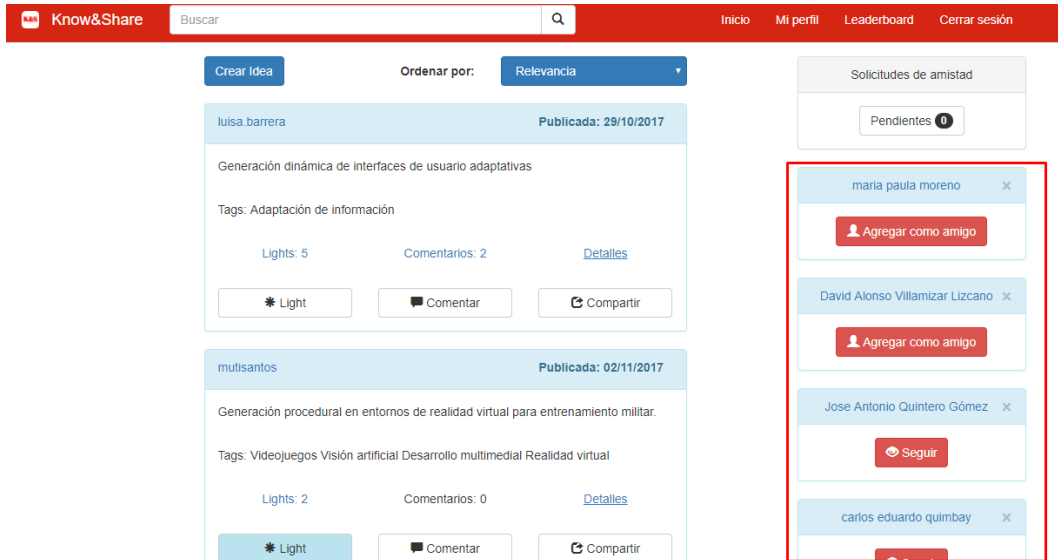 K&S Know&Share Buscar Inicio Mi perfil Leaderboard Cerrar sesión
Crear Idea Ordenar por: Relevancia
luisa.barrera Publicada: 29/10/2017
Generación dinámica de interfaces de usuario adaptativas
Tags: Adaptación de información
Lights: 5 Comentarios: 2 Detalles
Light Comentar Compartir
mutisantos Publicada: 02/11/2017
Generación procedural en entornos de realidad virtual para entrenamiento militar.
Tags: Videojuegos Visión artificial Desarrollo multimedial Realidad virtual
Lights: 2 Comentarios: 0 Detalles
Light Comentar Compartir
Solicitudes de amistad
Pendientes 0
maria paula moreno ×
Agregar como amigo
David Alonso Villamizar Lizcano ×
Agregar como amigo
Jose Antonio Quintero Gómez ×
Seguir
carlos eduardo quimbay ×